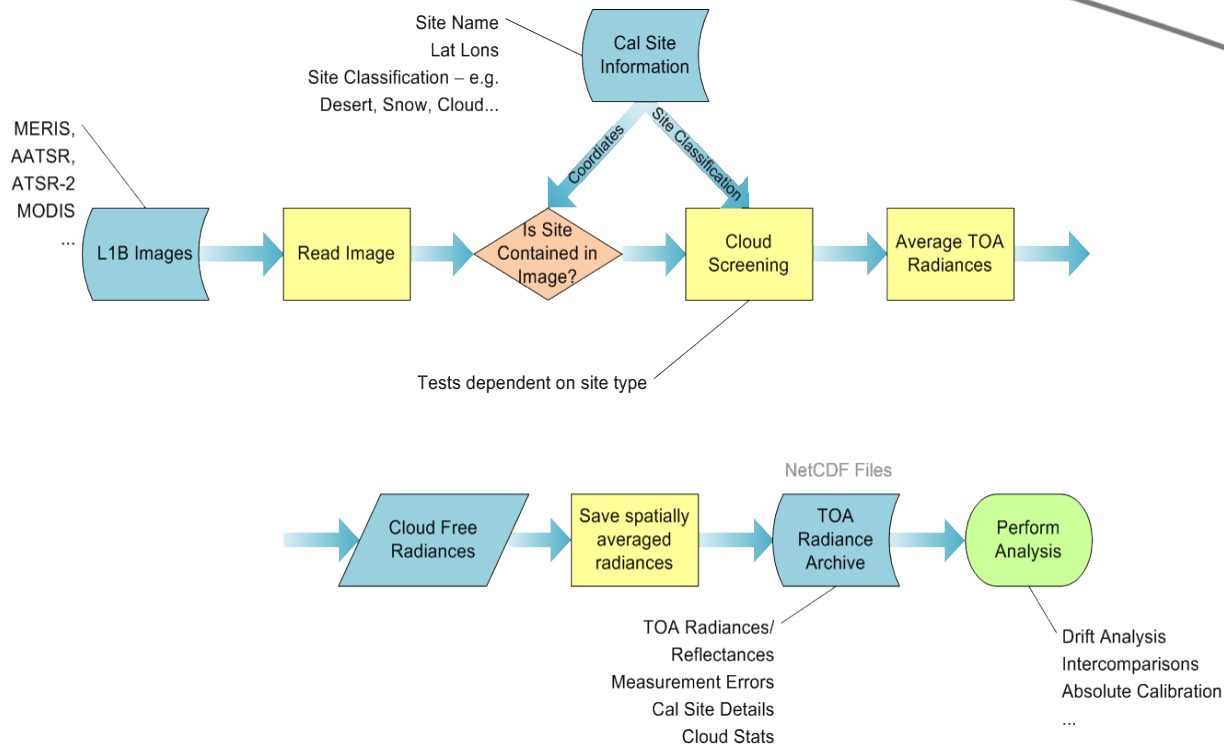 Site Name
Lat Lons
Site Classification – e.g.
Desert, Snow, Cloud...
Cal Site
Information
MERIS,
AATSR,
ATSR-2
MODIS
...
Coordiates
Site Classification
L1B Images
Read Image
Is Site
Contained in
Image?
Cloud
Screening
Average TOA
Radiances
Tests dependent on site type
NetCDF Files
Cloud Free
Radiances
Save spatially
averaged
radiances
TOA
Radiance
Archive
Perform
Analysis
TOA Radiances/
Reflectances
Measurement Errors
Cal Site Details
Cloud Stats
Drift Analysis
Intercomparisons
Absolute Calibration
...